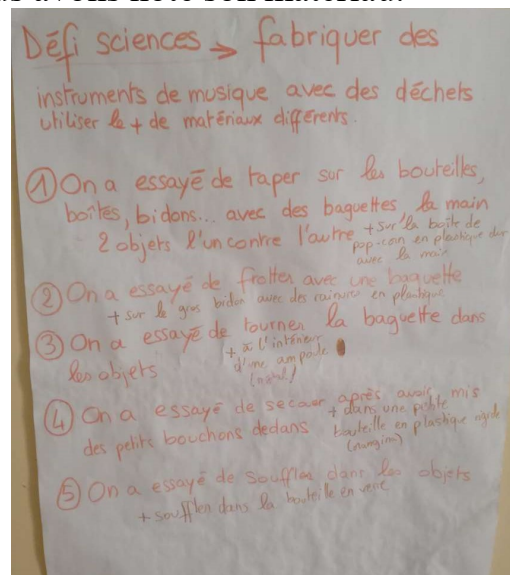 Défi sciences → fabriquer des
instruments de musique avec des déchets
utiliser le + de matériaux différents.
① On a essayé de taper sur les bouteilles,
boîtes, bidons... avec des baguettes, la main
2 objets l'un contre l'autre + sur la boîte de
pop-coin en plastique dur
avec la main
② On a essayé de frotter avec une baguette
+ sur le gros bidon avec des rainures en plastique
③ On a essayé de tourner la baguette dans
les objets
+ à l'intérieur
d'une ampoule
(métal)
④ On a essayé de secouer après avoir mis
des petits bouchons dedans
+ dans une petite
bouteille en plastique rigide
⑤ On a essayé de souffler dans les objets
+ souffler dans la bouteille en verre